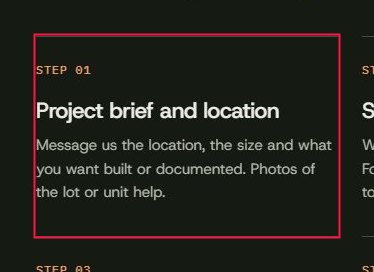 STEP 01
Project brief and location
Message us the location, the size and what
you want built or documented. Photos of
the lot or unit help.
STEP 03